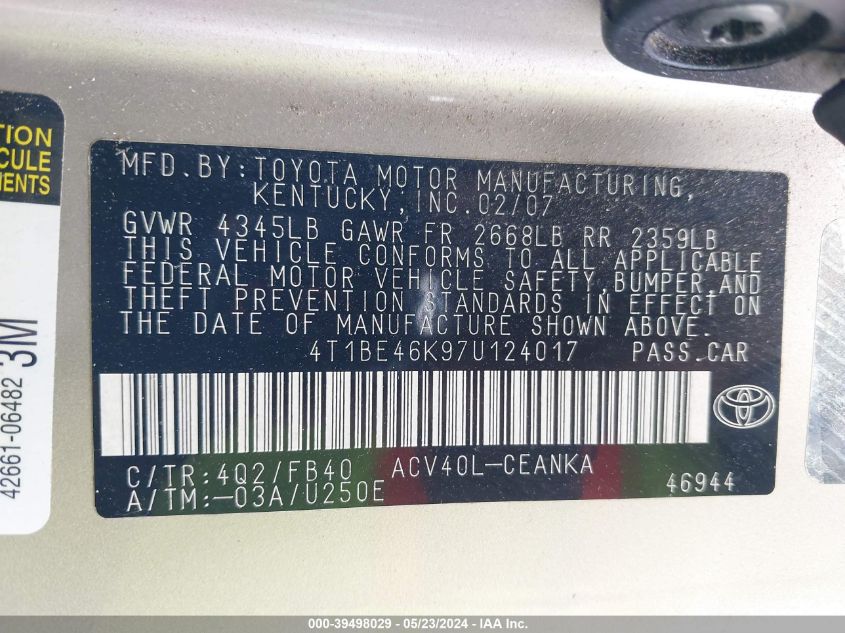 TION
ICULE
NENTS
42661-06482 3M
MFD.BY:TOYOTA MOTOR MANUFACTURING,
KENTUCKY, INC.02/07
GVWR 4345LB GAWR FR 2668LB RR 2359LB
THIS VEHICLE CONFORMS TO ALL APPLICABLE
FEDERAL MOTOR VEHICLE SAFETY,BUMPER,AND
THEFT PREVENTION STANDARDS IN EFFECT ON
THE DATE OF MANUFACTURE SHOWN ABOVE.
4T1BE46K97U124017 PASS.CAR
C/TR:4Q2/FB40 ACV40L-CEANKA
A/TM:-03A/U250E 46944
000-39498029 — 05/23/2024 — IAA Inc.